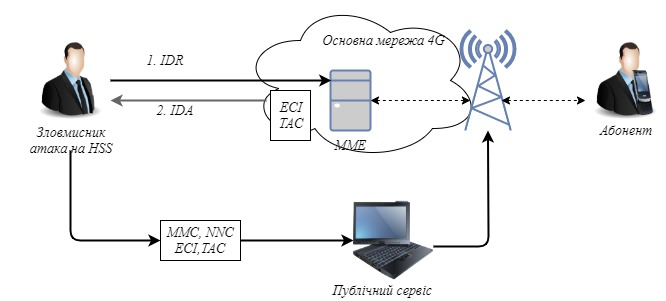 Основна мережа 4G
1. IDR
2. IDA
ECI
TAC
MME
Зловмисник
атака на HSS
Абонент
MMC, NNC
ECI,TAC
Публічний сервіс